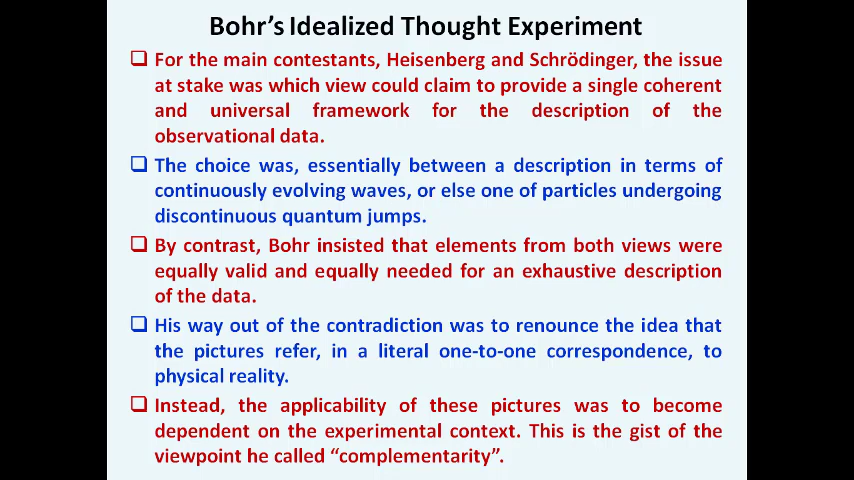 Bohr's Idealized Thought Experiment
For the main contestants, Heisenberg and Schrödinger, the issue
at stake was which view could claim to provide a single coherent
and universal framework for the description of the
observational data.
The choice was, essentially between a description in terms of
continuously evolving waves, or else one of particles undergoing
discontinuous quantum jumps.
By contrast, Bohr insisted that elements from both views were
equally valid and equally needed for an exhaustive description
of the data.
His way out of the contradiction was to renounce the idea that
the pictures refer, in a literal one-to-one correspondence, to
physical reality.
Instead, the applicability of these pictures was to become
dependent on the experimental context. This is the gist of the
viewpoint he called “complementarity”.